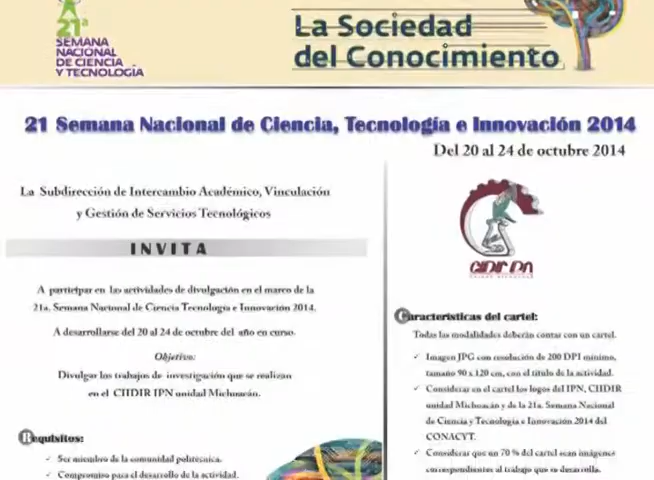 21ª
SEMANA
NACIONAL
DE CIENCIA
Y TECNOLOGÍA
La Sociedad
del Conocimiento
21 Semana Nacional de Ciencia, Tecnología e Innovación 2014
Del 20 al 24 de octubre 2014
La Subdirección de Intercambio Académico, Vinculación
y Gestión de Servicios Tecnológicos
INVITA
A participar en las actividades de divulgación en el marco de la
21a. Semana Nacional de Ciencia Tecnología e Innovación 2014.
A desarrollarse del 20 al 24 de octubre del año en curso.
Objetivo:
Divulgar los trabajos de investigación que se realizan
en el CIIDIR IPN unidad Michoacán.
Requisitos:
✓ Ser miembro de la comunidad politécnica.
✓ Compromiso para el desarrollo de la actividad.
CIIDIR IPN
Características del cartel:
Todas las modalidades deberán contar con un cartel.
✓ Imagen JPG con resolución de 200 DPI mínimo,
tamaño 90 x 120 cm, con el título de la actividad.
✓ Considerar en el cartel los logos del IPN, CIIDIR
unidad Michoacán y de la 21a. Semana Nacional
de Ciencia y Tecnología e Innovación 2014 del
CONACYT.
✓ Considerar que un 70 % del cartel sean imágenes
correspondientes al trabajo que se desarrolla.